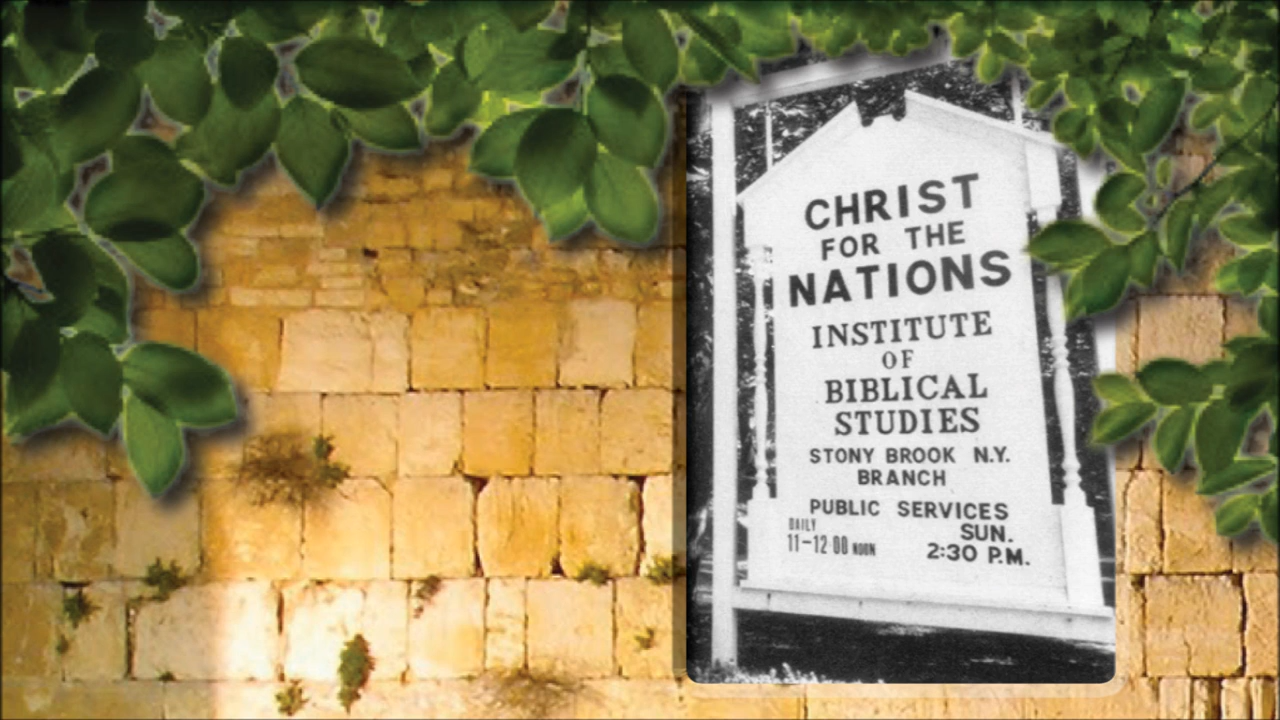 CHRIST
FOR THE
NATIONS
INSTITUTE
OF
BIBLICAL
STUDIES
STONY BROOK N.Y.
BRANCH
PUBLIC SERVICES
DAILY SUN.
11-12:00 NOON 2:30 P.M.